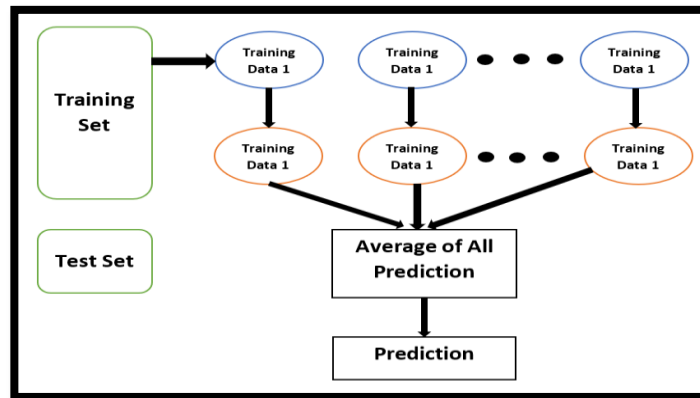 Training
Set
Training
Data 1
Training
Data 1
Training
Data 1
Training
Data 1
Training
Data 1
Training
Data 1
Test Set
Average of All
Prediction
Prediction